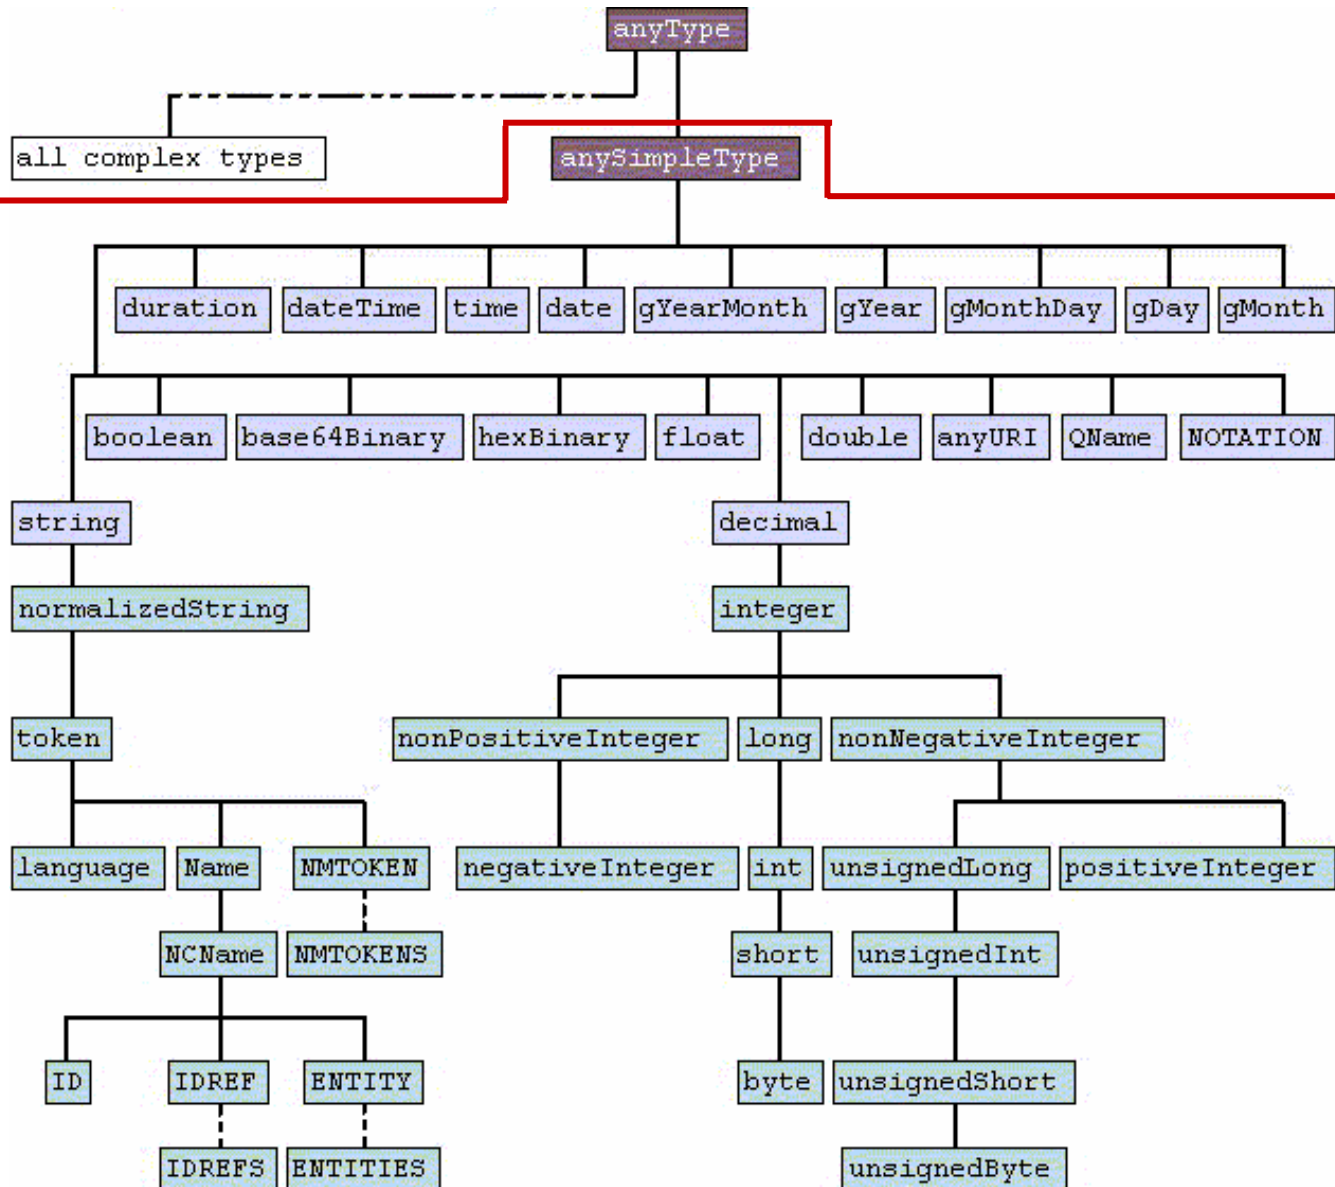 anyType
all complex types
anySimpleType
duration dateTime time date gYearMonth gYear gMonthDay gDay gMonth
boolean base64Binary hexBinary float double anyURI QName NOTATION
string decimal
normalizedString integer
token nonPositiveInteger long nonNegativeInteger
language Name NMTOKEN negativeInteger int unsignedLong positiveInteger
NCName NMTOKENS short unsignedInt
ID IDREF ENTITY byte unsignedShort
IDREFS ENTITIES unsignedByte